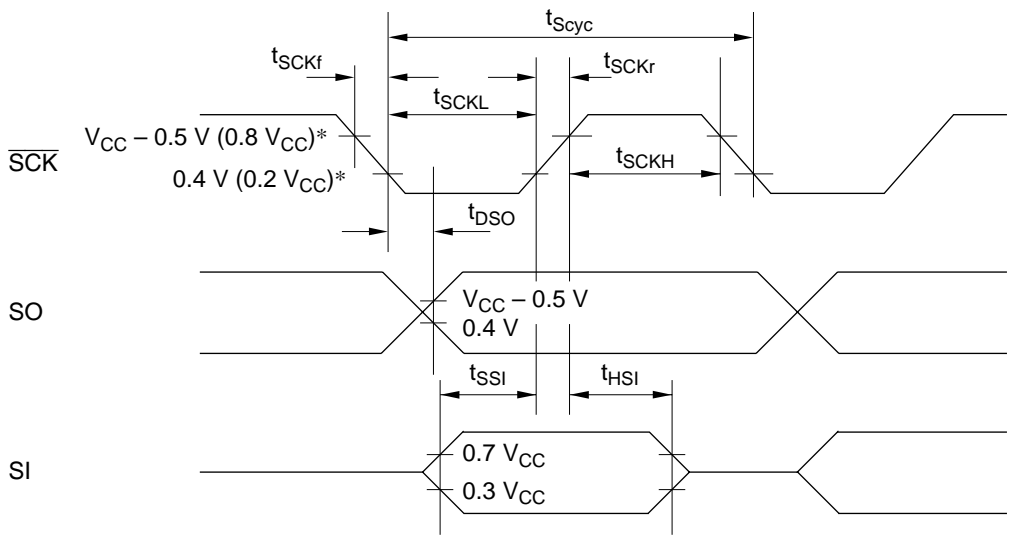 tScyc
tSCKf
tSCKr
tSCKL
VCC – 0.5 V (0.8 VCC)*
SCK
tSCKH
0.4 V (0.2 VCC)*
tDSO
SO
VCC – 0.5 V
0.4 V
tSSI
tHSI
SI
0.7 VCC
0.3 VCC